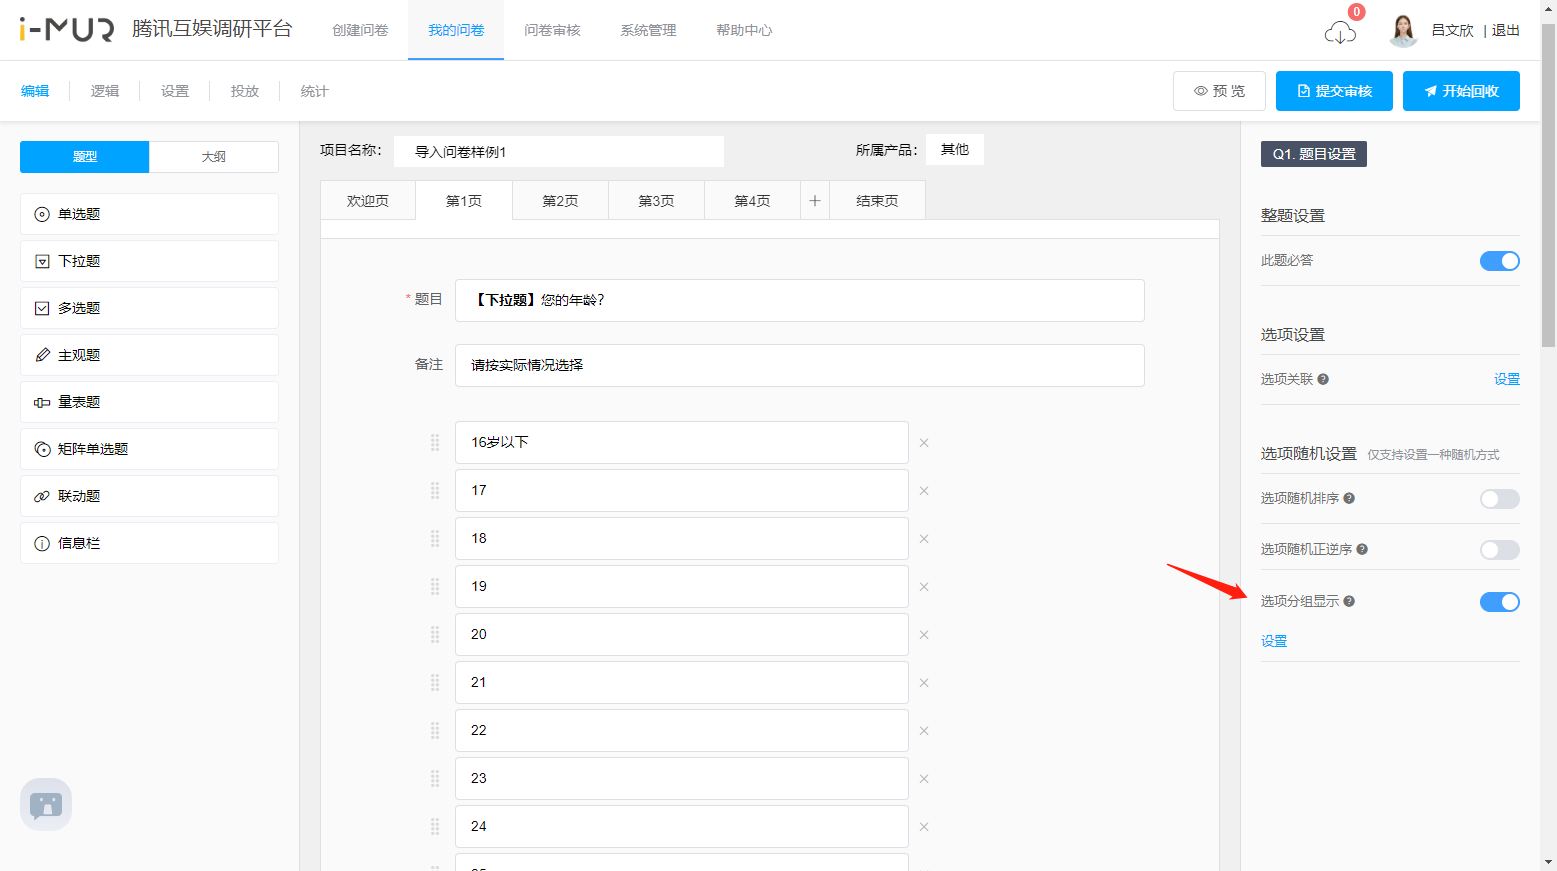 i-MUR 腾讯互娱调研平台
创建问卷
我的问卷
问卷审核
系统管理
帮助中心
0
吕文欣 | 退出
编辑
逻辑
设置
投放
统计
预 览
提交审核
开始回收
题型
大纲
单选题
下拉题
多选题
主观题
量表题
矩阵单选题
联动题
信息栏
项目名称：
导入问卷样例1
所属产品：
其他
欢迎页
第1页
第2页
第3页
第4页
+
结束页
* 题目
【下拉题】您的年龄?
备注
请按实际情况选择
16岁以下
17
18
19
20
21
22
23
24
Q1. 题目设置
整题设置
此题必答
选项设置
选项关联
设置
选项随机设置 仅支持设置一种随机方式
选项随机排序
选项随机正逆序
选项分组显示
设置